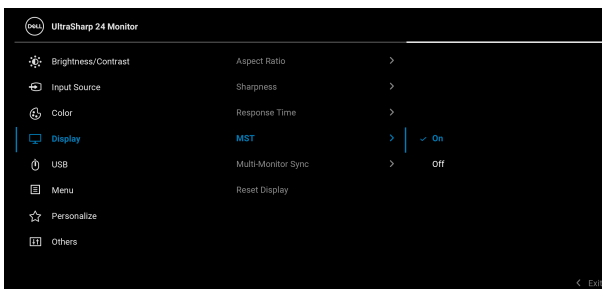 DELL UltraSharp 24 Monitor
Brightness/Contrast Aspect Ratio
Input Source Sharpness
Color Response Time
Display MST On
USB Multi-Monitor Sync Off
Menu Reset Display
Personalize
Others
Exit